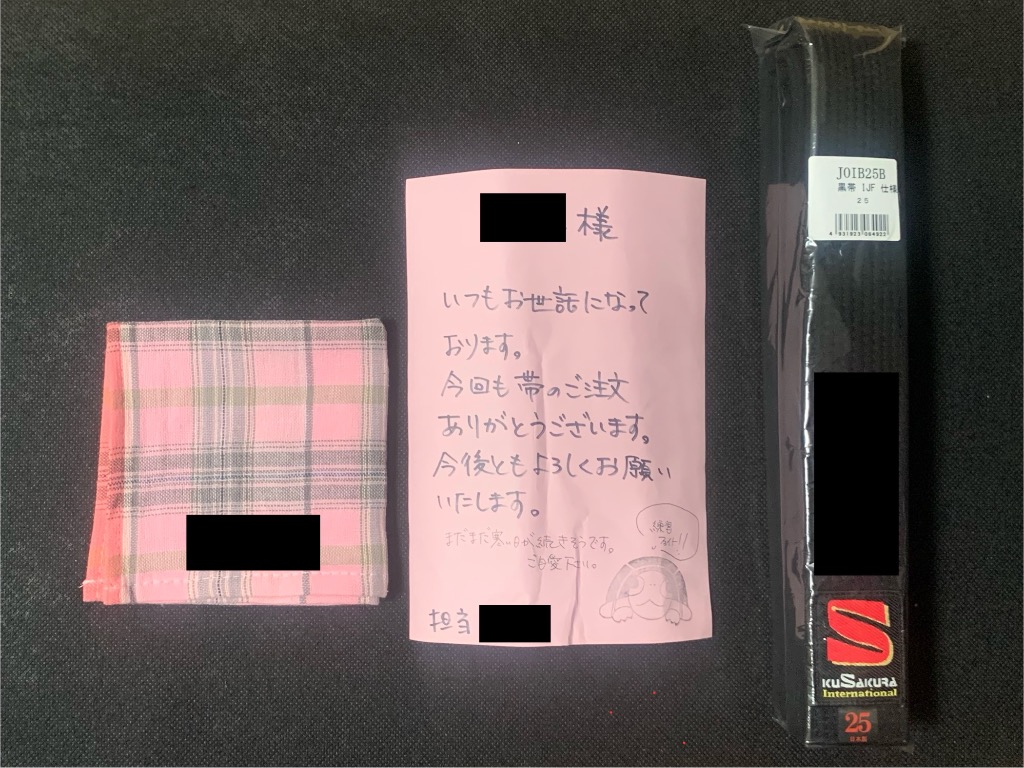 様
いつもお世話になって
おります。
今回も帯のご注文
ありがとうございます。
今後ともよろしくお願い
いたします。
まだまだ寒い日が続きそうです。
ご自愛下さい。
練習
ファイト!!
担当
JOIB25B
黒帯 IJF 仕様
25
4 931923 064922
S
KUSAKURA
International
25
日本製